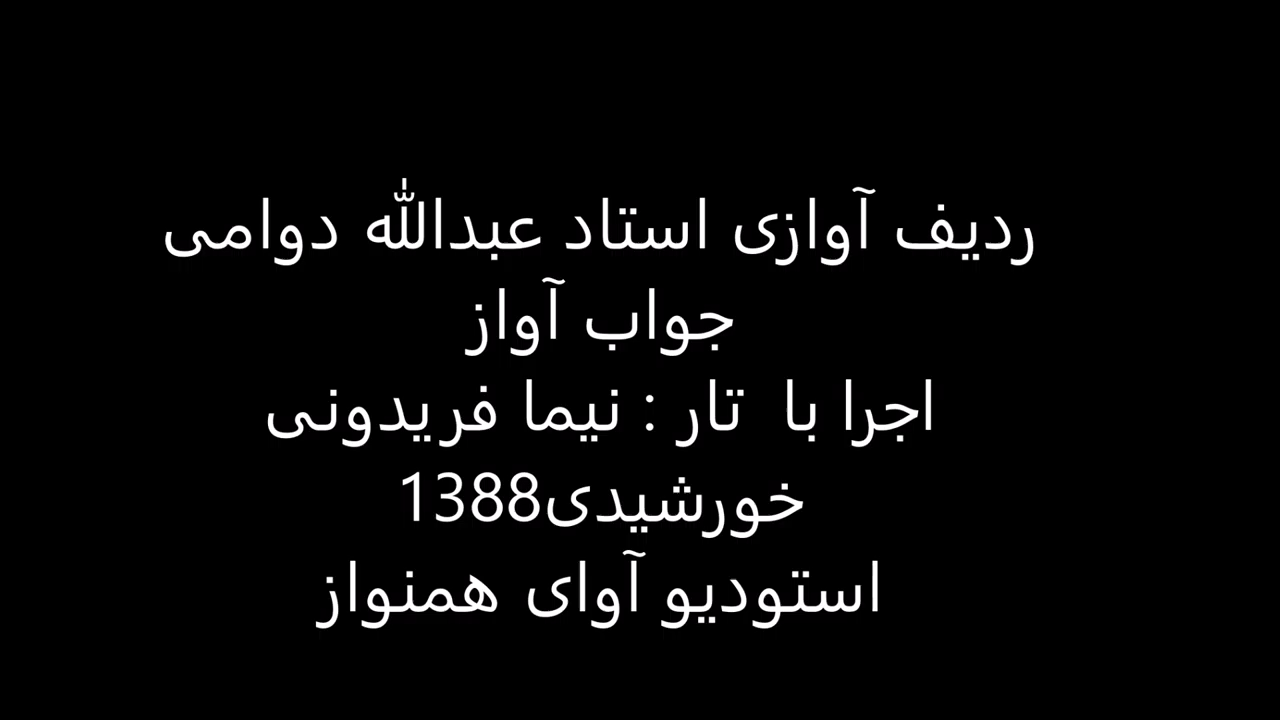 ردیف آوازی استاد عبدالله دوامی
جواب آواز
اجرا با تار : نیما فریدونی
خورشیدی1388
استودیو آوای همنواز